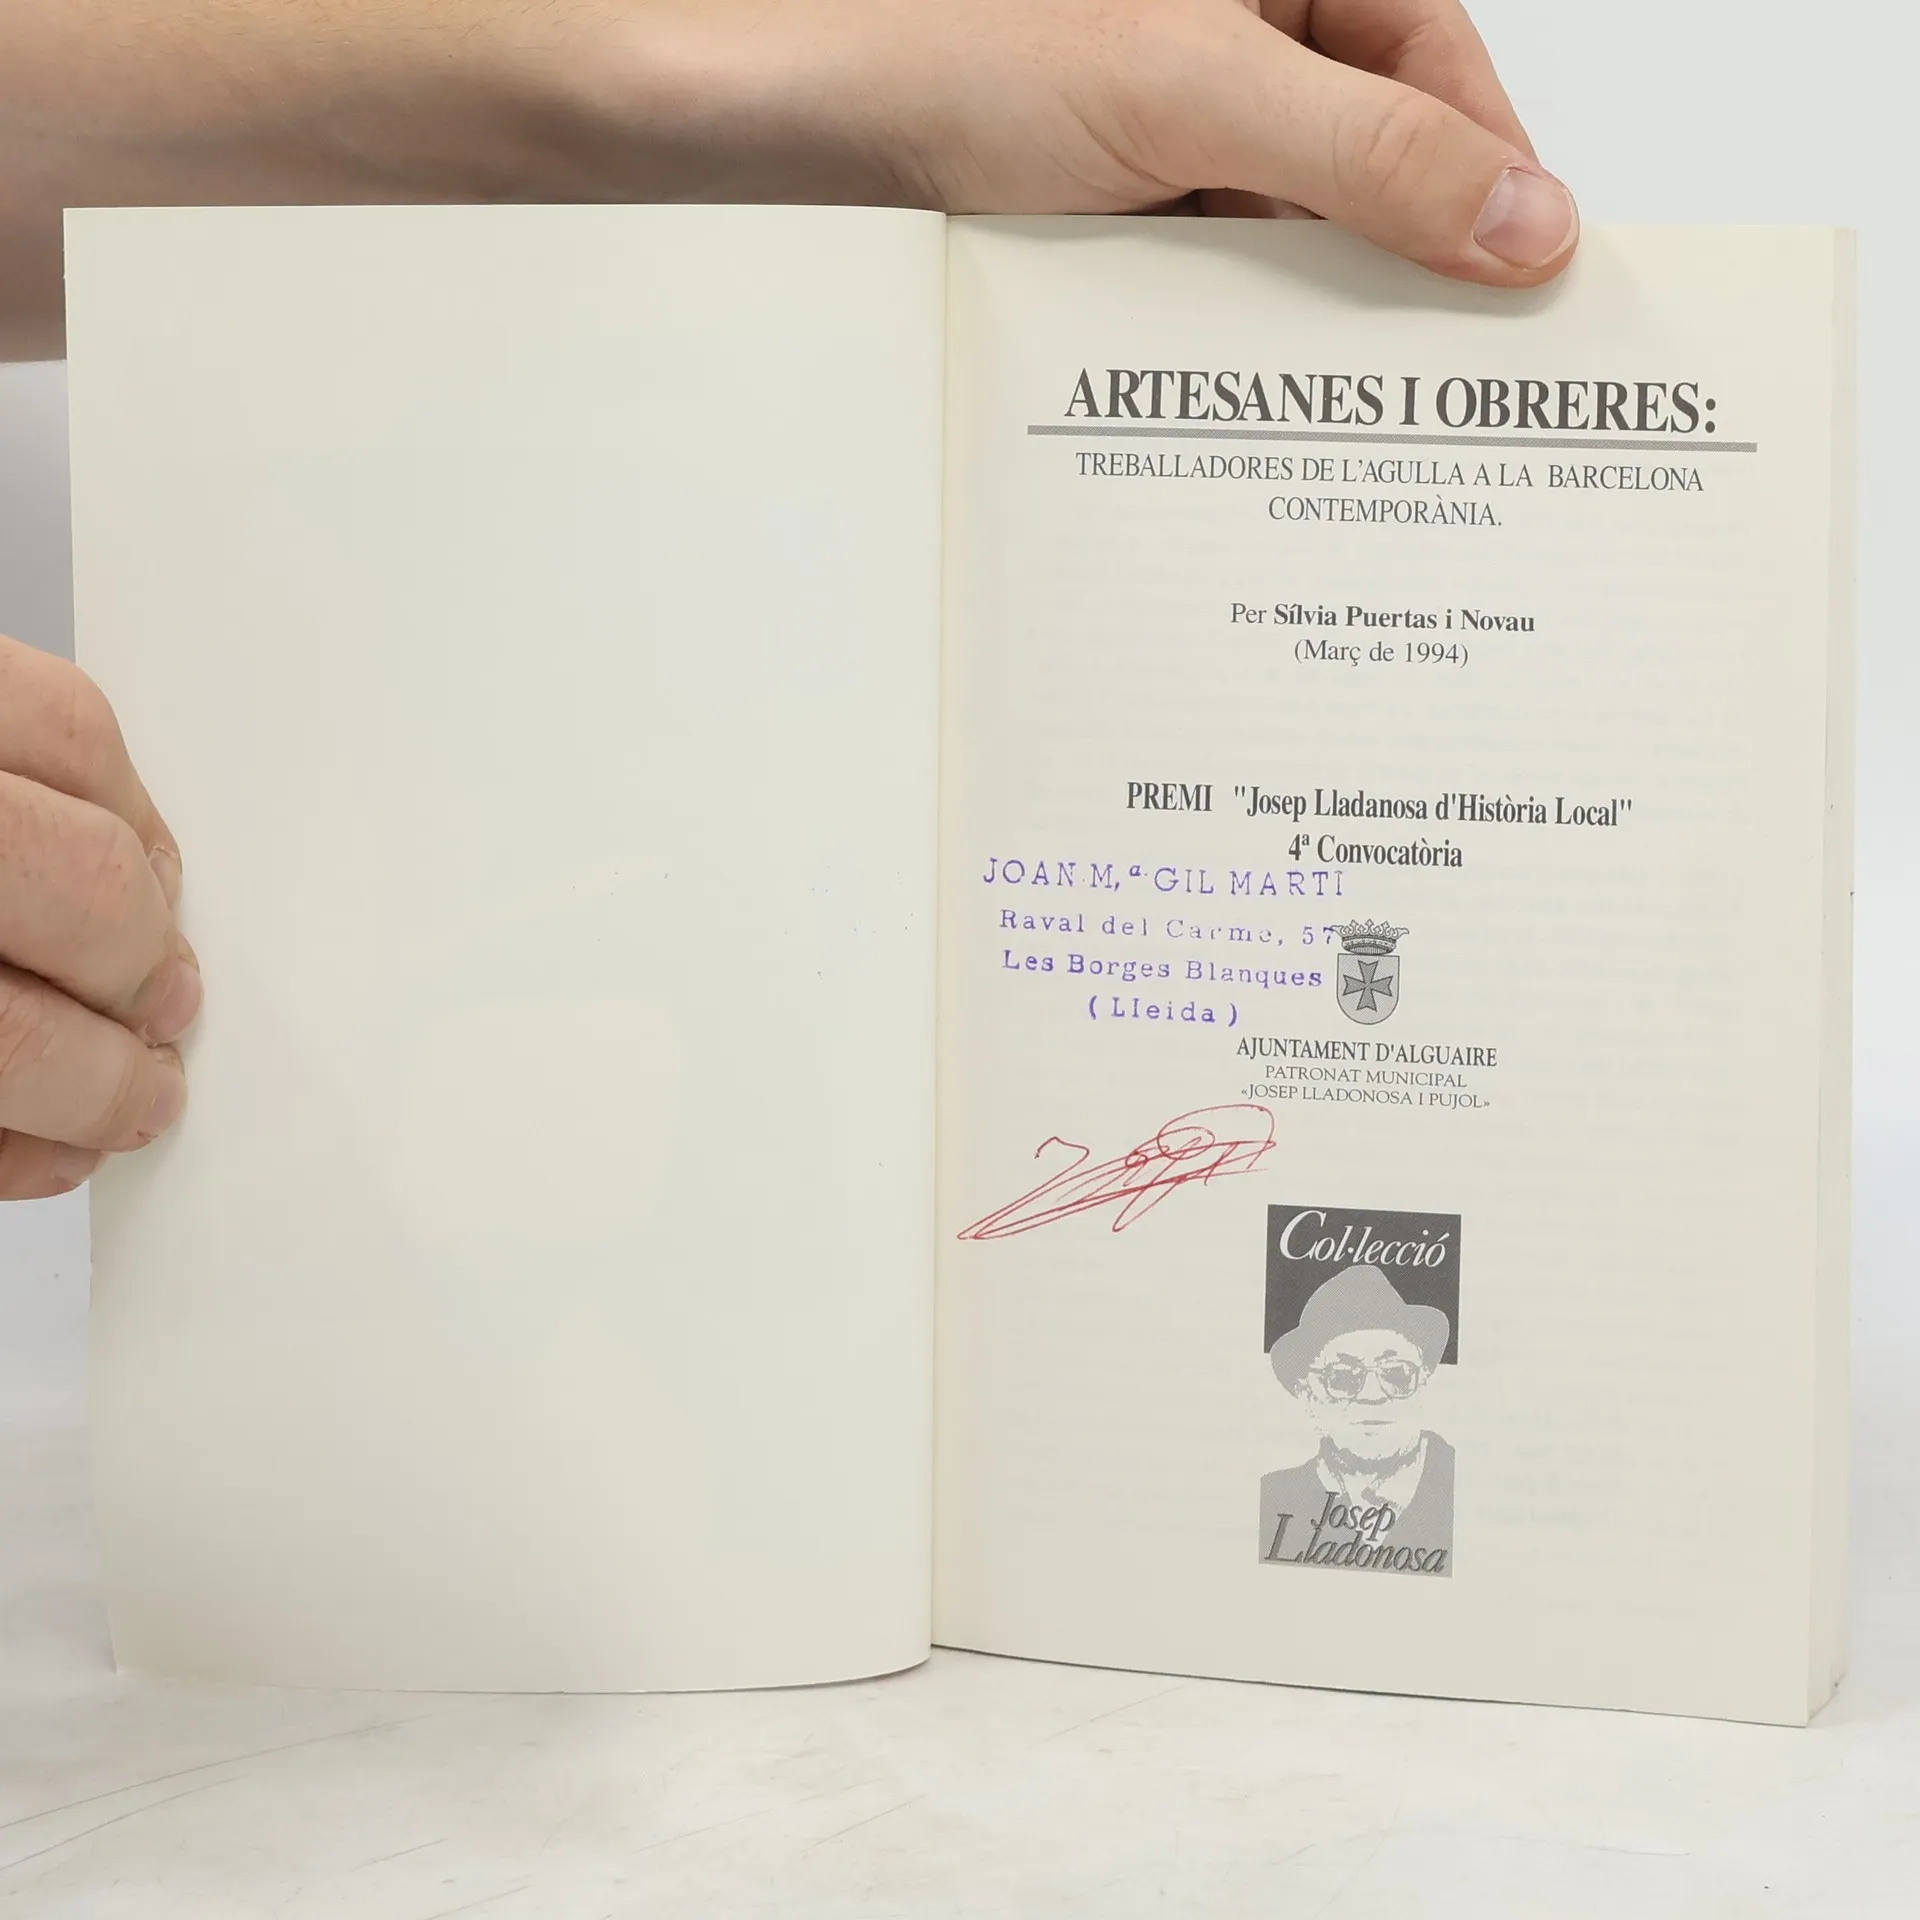 ARTESANES I OBRERES:
TREBALLADORES DE L'AGULLA A LA BARCELONA
CONTEMPORÀNIA.
Per Sílvia Puertas i Novau
(Març de 1994)
PREMI "Josep Lladanosa d'Història Local"
4ª Convocatòria
JOAN M,ª GIL MARTÍ
Raval del Carme, 57
Les Borges Blanques
( Lleida )
AJUNTAMENT D'ALGUAIRE
PATRONAT MUNICIPAL
«JOSEP LLADONOSA I PUJOL»
Col·lecció
Josep
Lladonosa